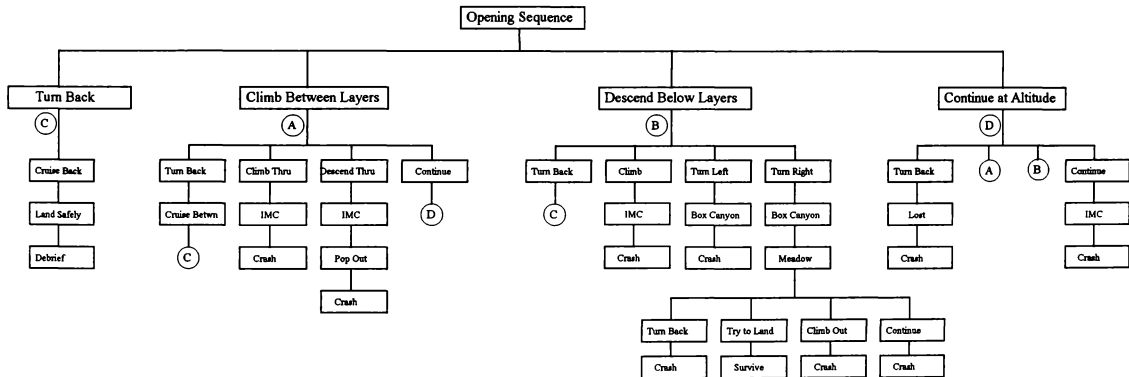 Opening Sequence
Turn Back
Climb Between Layers
Descend Below Layers
Continue at Altitude
C
A
B
D
Cruise Back
Turn Back
Climb Thru
Descend Thru
Continue
Turn Back
Climb
Turn Left
Turn Right
Turn Back
A
B
Continue
Land Safely
Cruise Betwn
IMC
IMC
D
C
IMC
Box Canyon
Box Canyon
Lost
IMC
Debrief
C
Crash
Pop Out
Crash
Crash
Meadow
Crash
Crash
Crash
Turn Back
Try to Land
Climb Out
Continue
Crash
Survive
Crash
Crash